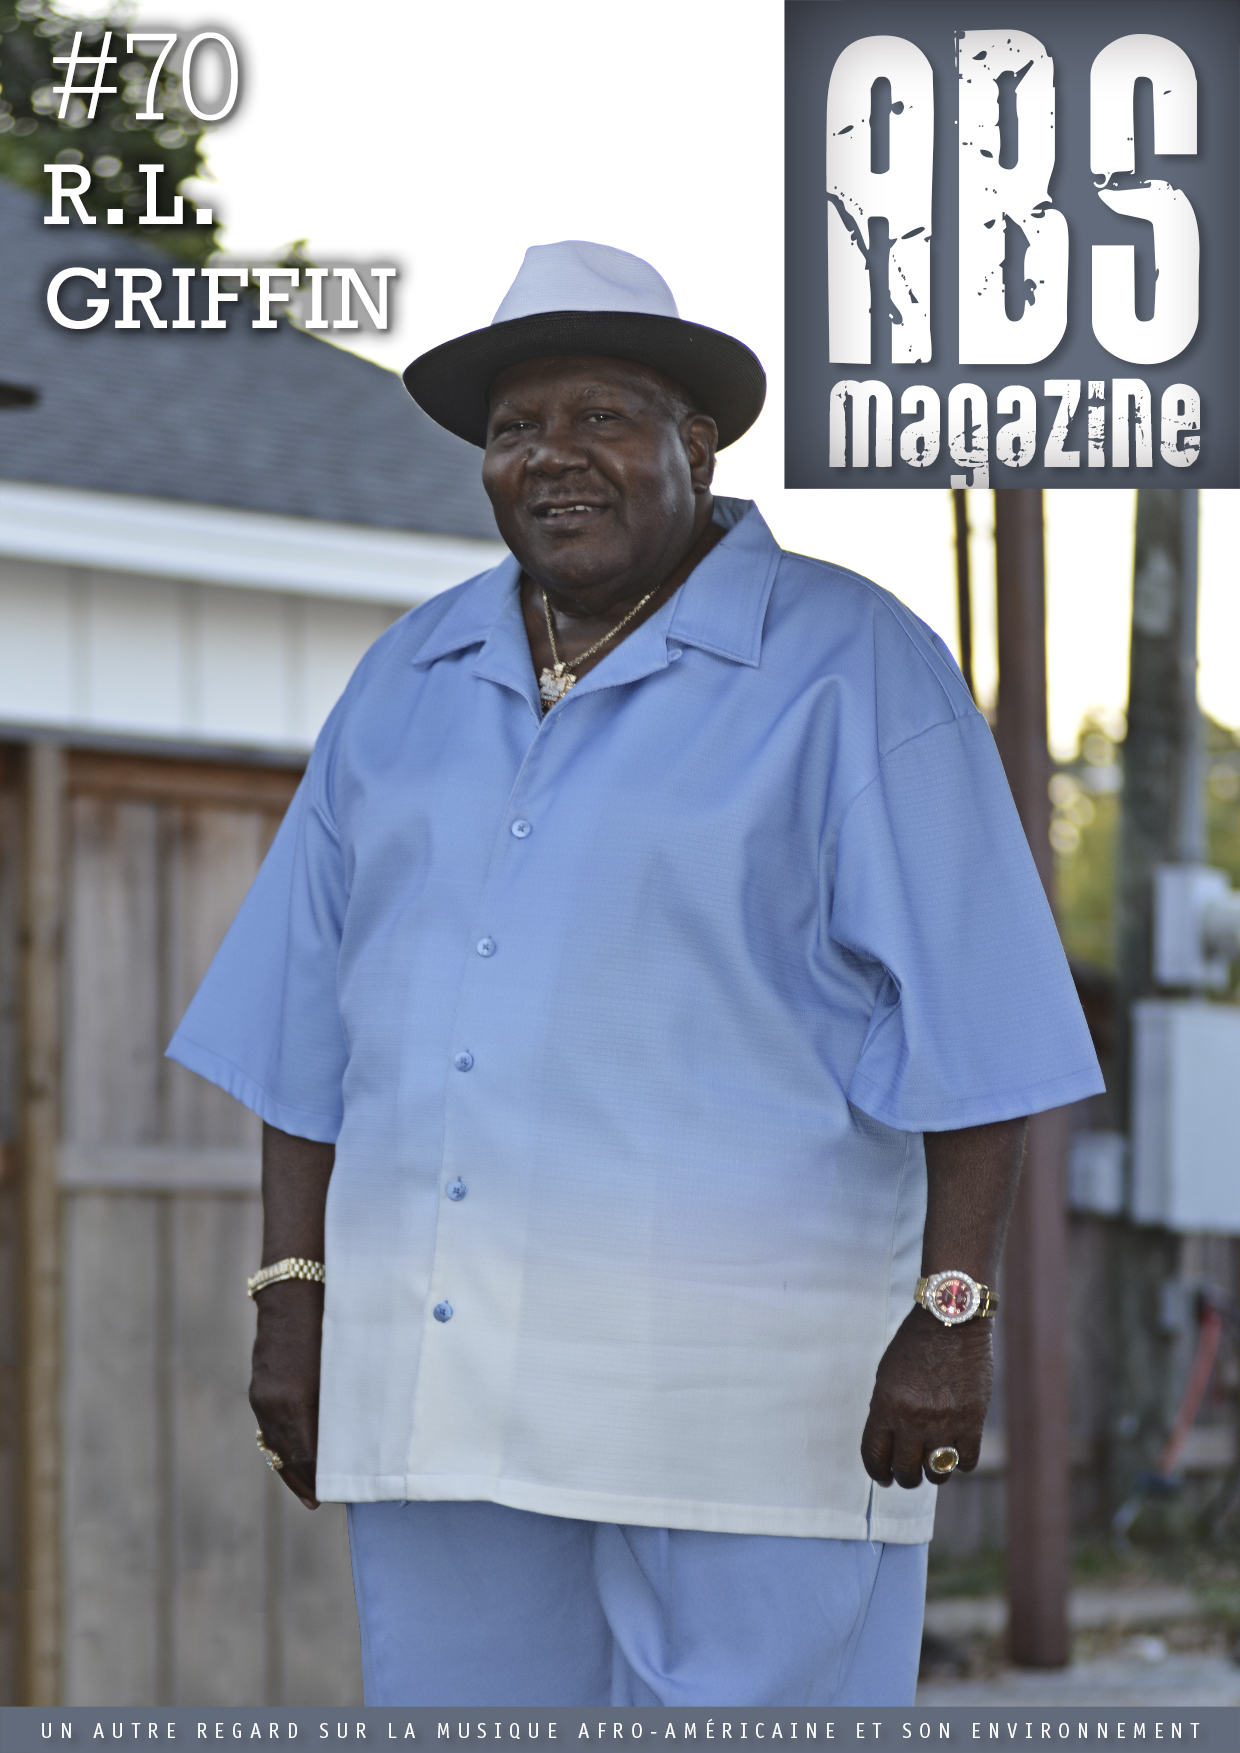 #70
R.L.
GRIFFIN
ABS
magazine
UN AUTRE REGARD SUR LA MUSIQUE AFRO-AMÉRICAINE ET SON ENVIRONNEMENT